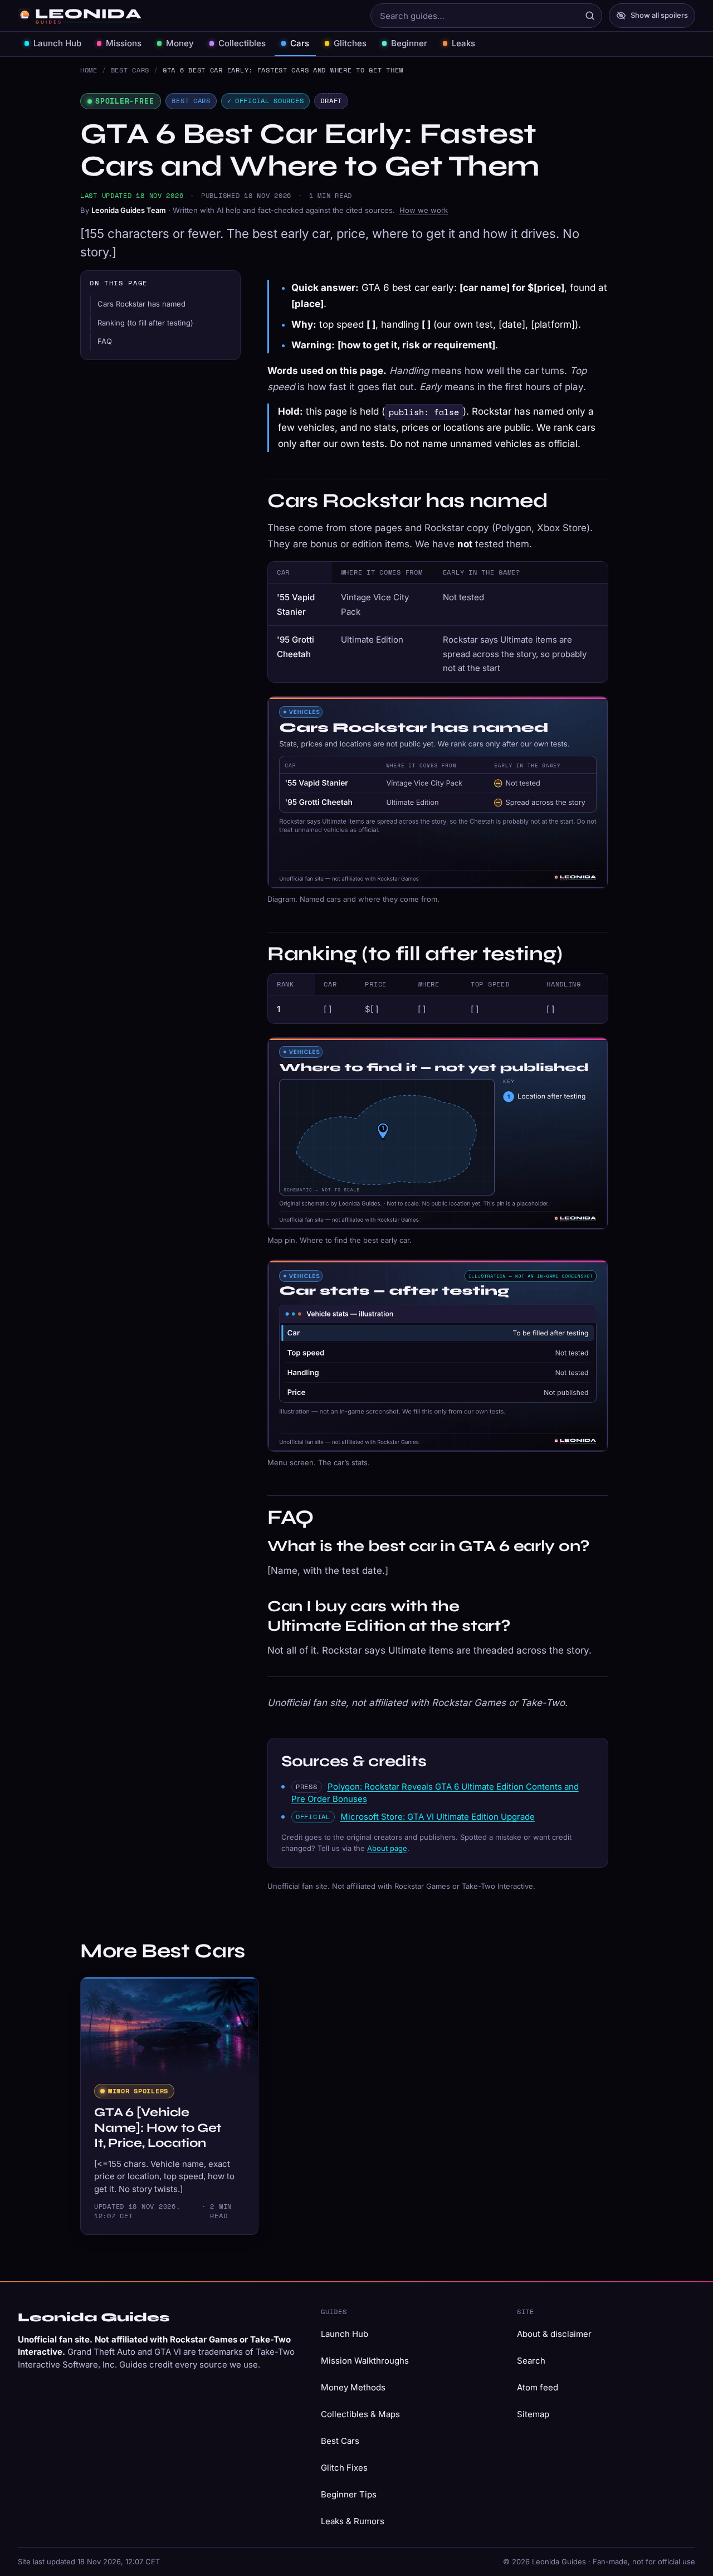 LEONIDA
GUIDES
Search guides...
Show all spoilers
Launch Hub
Missions
Money
Collectibles
Cars
Glitches
Beginner
Leaks
HOME / BEST CARS / GTA 6 BEST CAR EARLY: FASTEST CARS AND WHERE TO GET THEM
SPOILER-FREE
BEST CARS
✓ OFFICIAL SOURCES
DRAFT
GTA 6 Best Car Early: Fastest
Cars and Where to Get Them
LAST UPDATED 18 NOV 2026 · PUBLISHED 18 NOV 2026 · 1 MIN READ
By Leonida Guides Team · Written with AI help and fact-checked against the cited sources. How we work
[155 characters or fewer. The best early car, price, where to get it and how it drives. No
story.]
ON THIS PAGE
Cars Rockstar has named
Ranking (to fill after testing)
FAQ
Quick answer: GTA 6 best car early: [car name] for $[price], found at
[place].
Why: top speed [ ], handling [ ] (our own test, [date], [platform]).
Warning: [how to get it, risk or requirement].
Words used on this page. Handling means how well the car turns. Top
speed is how fast it goes flat out. Early means in the first hours of play.
Hold: this page is held (publish: false). Rockstar has named only a
few vehicles, and no stats, prices or locations are public. We rank cars
only after our own tests. Do not name unnamed vehicles as official.
Cars Rockstar has named
These come from store pages and Rockstar copy (Polygon, Xbox Store).
They are bonus or edition items. We have not tested them.
CAR WHERE IT COMES FROM EARLY IN THE GAME?
'55 Vapid
Stanier
Vintage Vice City
Pack
Not tested
'95 Grotti
Cheetah
Ultimate Edition
Rockstar says Ultimate items are
spread across the story, so probably
not at the start
VEHICLES
Cars Rockstar has named
Stats, prices and locations are not public yet. We rank cars only after our own tests.
CAR WHERE IT COMES FROM EARLY IN THE GAME?
'55 Vapid Stanier Vintage Vice City Pack Not tested
'95 Grotti Cheetah Ultimate Edition Spread across the story
Rockstar says Ultimate items are spread across the story, so the Cheetah is probably not at the start. Do not
treat unnamed vehicles as official.
Unofficial fan site — not affiliated with Rockstar Games
LEONIDA
Diagram. Named cars and where they come from.
Ranking (to fill after testing)
RANK CAR PRICE WHERE TOP SPEED HANDLING
1 [ ] $[ ] [ ] [ ] [ ]
VEHICLES
Where to find it — not yet published
KEY
1 Location after testing
1
SCHEMATIC — NOT TO SCALE
Original schematic by Leonida Guides. · Not to scale. No public location yet. This pin is a placeholder.
Unofficial fan site — not affiliated with Rockstar Games
LEONIDA
Map pin. Where to find the best early car.
VEHICLES
ILLUSTRATION — NOT AN IN-GAME SCREENSHOT
Car stats — after testing
Vehicle stats — illustration
Car To be filled after testing
Top speed Not tested
Handling Not tested
Price Not published
Illustration — not an in-game screenshot. We fill this only from our own tests.
Unofficial fan site — not affiliated with Rockstar Games
LEONIDA
Menu screen. The car's stats.
FAQ
What is the best car in GTA 6 early on?
[Name, with the test date.]
Can I buy cars with the
Ultimate Edition at the start?
Not all of it. Rockstar says Ultimate items are threaded across the story.
Unofficial fan site, not affiliated with Rockstar Games or Take-Two.
Sources & credits
PRESS Polygon: Rockstar Reveals GTA 6 Ultimate Edition Contents and
Pre Order Bonuses
OFFICIAL Microsoft Store: GTA VI Ultimate Edition Upgrade
Credit goes to the original creators and publishers. Spotted a mistake or want credit
changed? Tell us via the About page.
Unofficial fan site. Not affiliated with Rockstar Games or Take-Two Interactive.
More Best Cars
MINOR SPOILERS
GTA 6 [Vehicle
Name]: How to Get
It, Price, Location
[<=155 chars. Vehicle name, exact
price or location, top speed, how to
get it. No story twists.]
UPDATED 18 NOV 2026,
12:07 CET
· 2 MIN
READ
Leonida Guides
Unofficial fan site. Not affiliated with Rockstar Games or Take-Two
Interactive. Grand Theft Auto and GTA VI are trademarks of Take-Two
Interactive Software, Inc. Guides credit every source we use.
GUIDES
Launch Hub
Mission Walkthroughs
Money Methods
Collectibles & Maps
Best Cars
Glitch Fixes
Beginner Tips
Leaks & Rumors
SITE
About & disclaimer
Search
Atom feed
Sitemap
Site last updated 18 Nov 2026, 12:07 CET
© 2026 Leonida Guides · Fan-made, not for official use